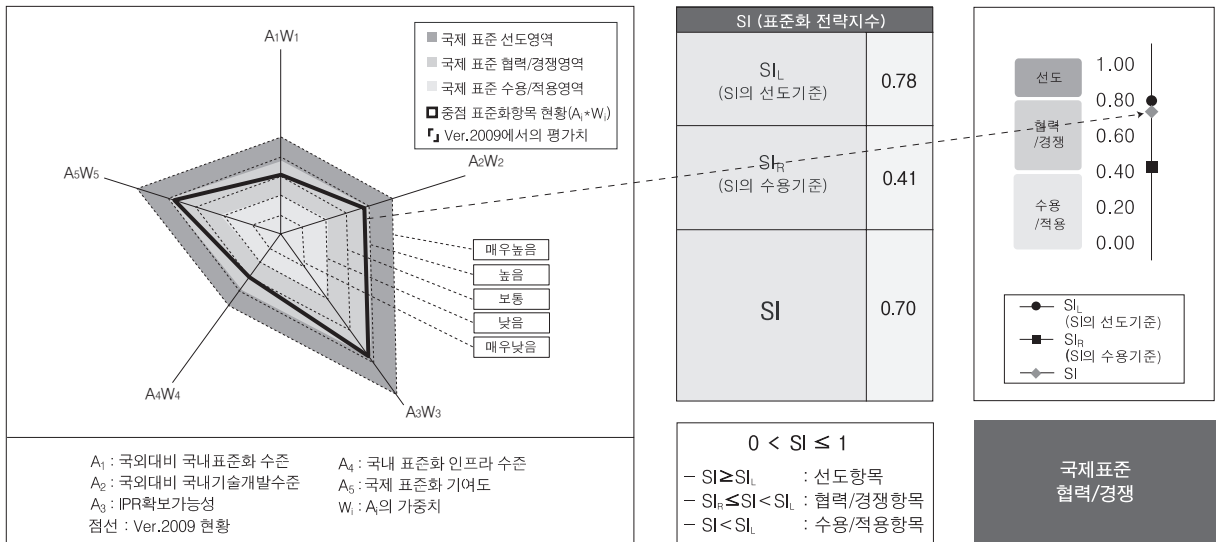 A₁W₁
A₂W₂
A₃W₃
A₄W₄
A₅W₅
국제 표준 선도영역
국제 표준 협력/경쟁영역
국제 표준 수용/적용영역
중점 표준화항목 현황(Aᵢ*Wᵢ)
Ver.2009에서의 평가치
매우높음
높음
보통
낮음
매우낮음
A₁ : 국외대비 국내표준화 수준
A₂ : 국외대비 국내기술개발수준
A₃ : IPR확보가능성
점선 : Ver.2009 현황
A₄ : 국내 표준화 인프라 수준
A₅ : 국제 표준화 기여도
Wᵢ : Aᵢ의 가중치
SI (표준화 전략지수)
SI_L
(SI의 선도기준)
0.78
SI_R
(SI의 수용기준)
0.41
SI
0.70
0 < SI ≤ 1
– SI≥SI_L : 선도항목
– SI_R≤SI<SI_L : 협력/경쟁항목
– SI<SI_L : 수용/적용항목
선도
협력
/경쟁
수용
/적용
1.00
0.80
0.60
0.40
0.20
0.00
SI_L
(SI의 선도기준)
SI_R
(SI의 수용기준)
SI
국제표준
협력/경쟁